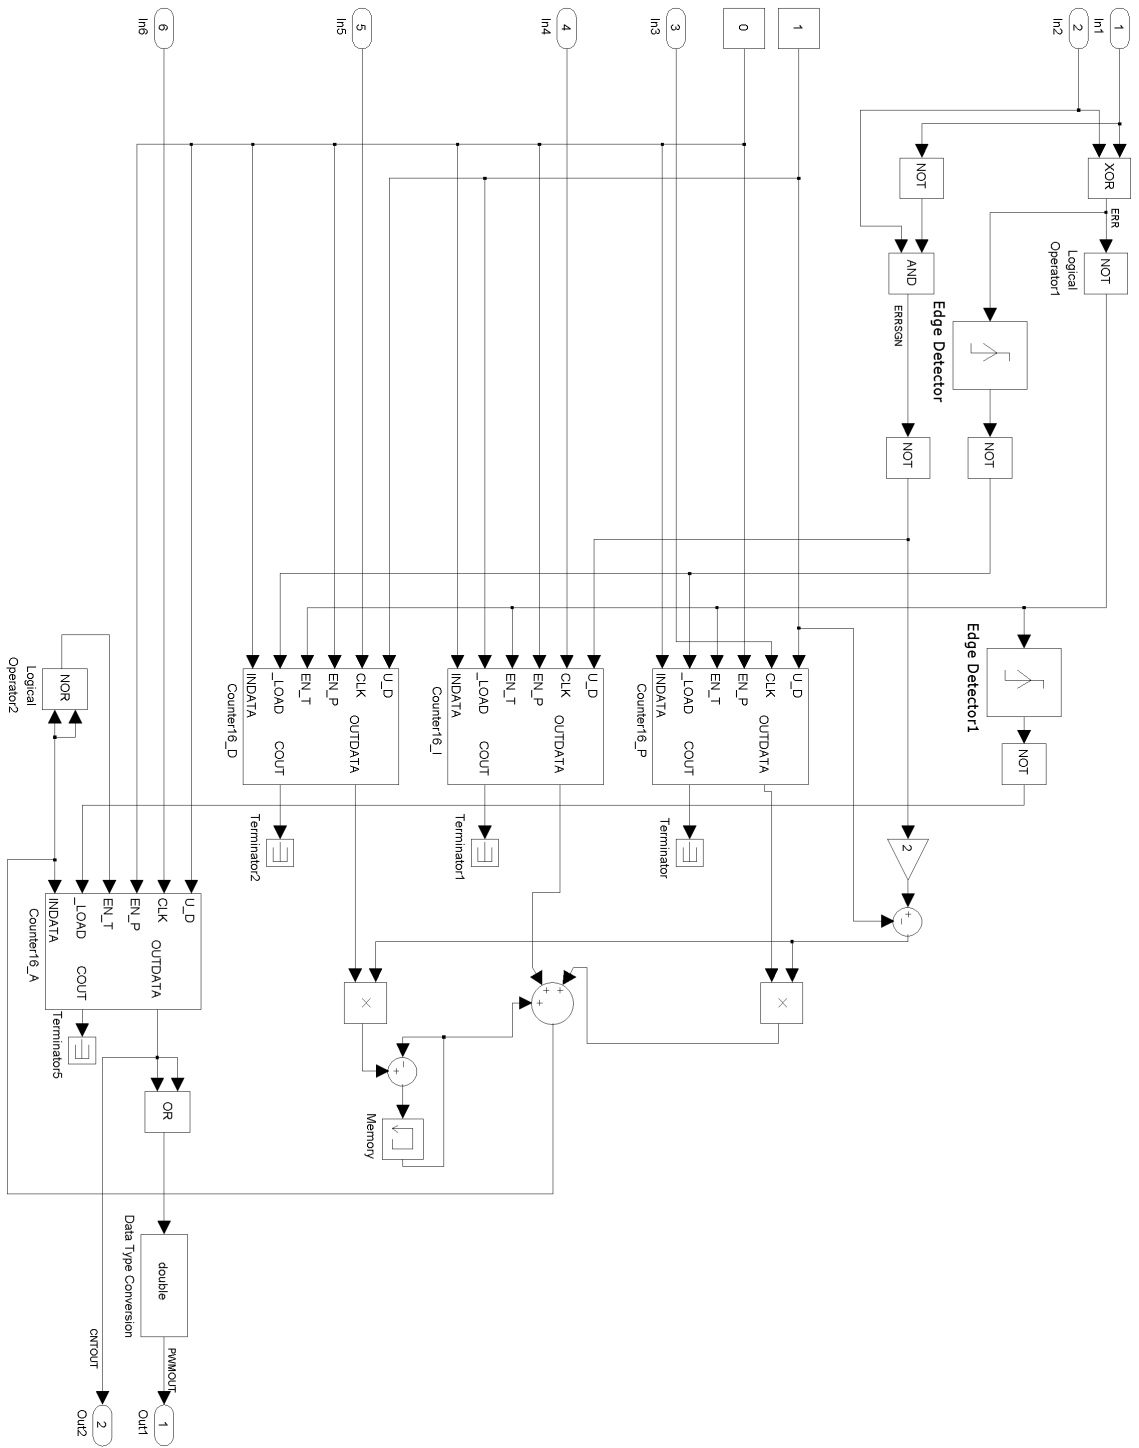 1
In1
2
In2
1
0
3
In3
4
In4
5
In5
6
In6
XOR
ERR
NOT
Logical
Operator1
NOT
AND
ERRSGN
Edge Detector
NOT
NOT
Edge Detector1
NOT
2
+
−
U_D
CLK
EN_P
EN_T
_LOAD
INDATA
OUTDATA
COUT
Counter16_P
Terminator
U_D
CLK
EN_P
EN_T
_LOAD
INDATA
OUTDATA
COUT
Counter16_I
Terminator1
U_D
CLK
EN_P
EN_T
_LOAD
INDATA
OUTDATA
COUT
Counter16_D
Terminator2
×
×
+
+
+
−
+
Memory
NOR
Logical
Operator2
U_D
CLK
EN_P
EN_T
_LOAD
INDATA
OUTDATA
COUT
Counter16_A
Terminator5
OR
double
Data Type Conversion
PWMOUT
1
Out1
CNTOUT
2
Out2